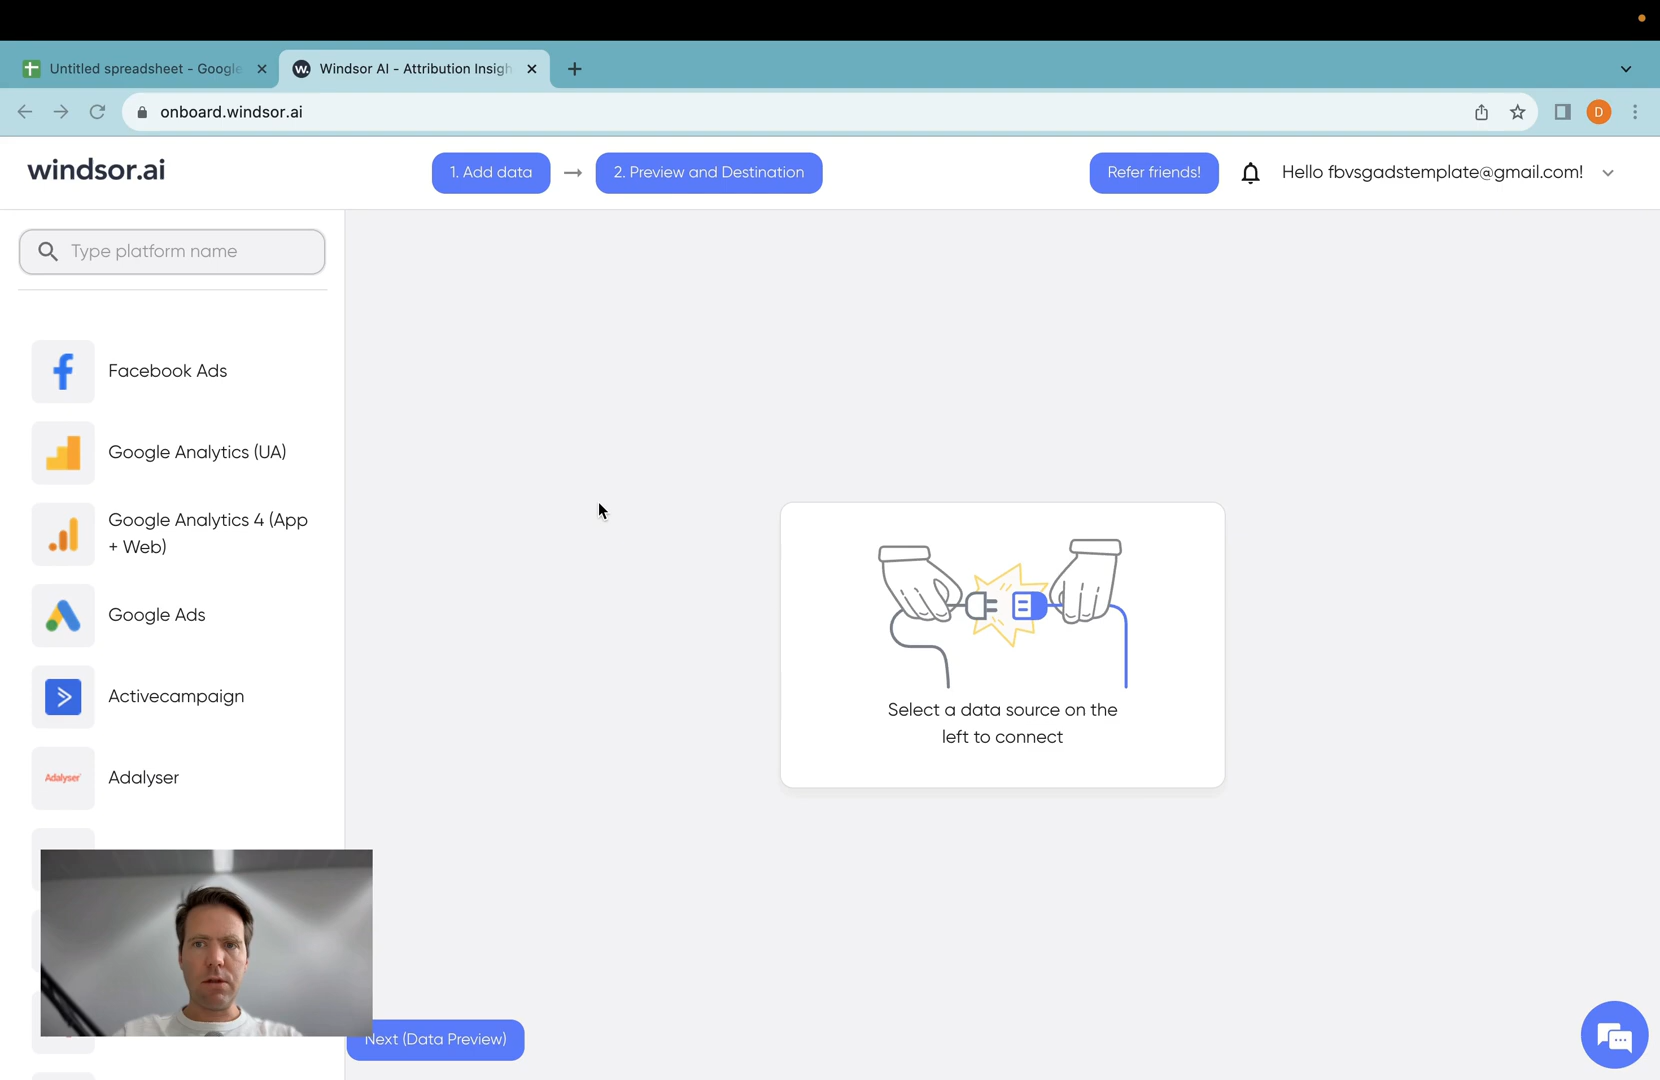 Untitled spreadsheet - Google
Windsor AI - Attribution Insigh
onboard.windsor.ai
D
windsor.ai
1. Add data
2. Preview and Destination
Refer friends!
Hello fbvsgadstemplate@gmail.com!
Type platform name
Facebook Ads
Google Analytics (UA)
Google Analytics 4 (App
+ Web)
Google Ads
Activecampaign
Adalyser
Adalyser
Select a data source on the
left to connect
Next (Data Preview)